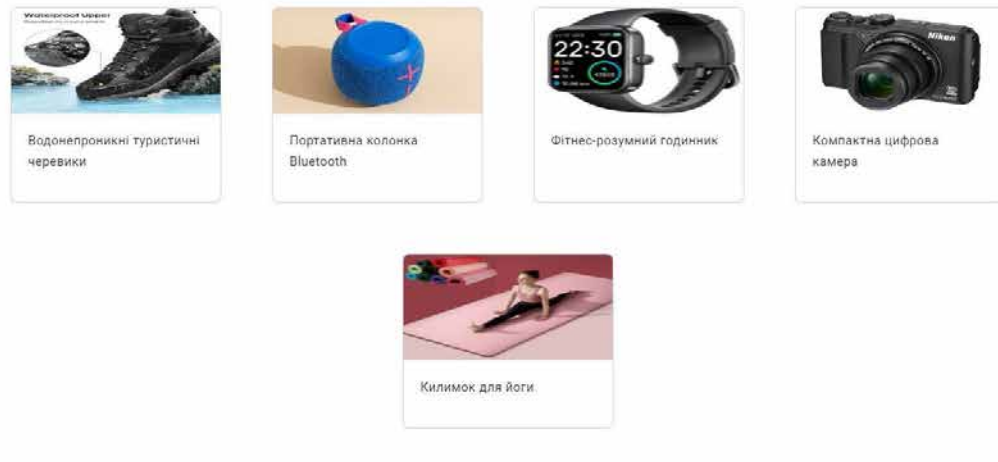 Waterproof Upper
22:30
Nikon
Водонепроникні туристичні
черевики
Портативна колонка
Bluetooth
Фітнес-розумний годинник
Компактна цифрова
камера
Килимок для йоги